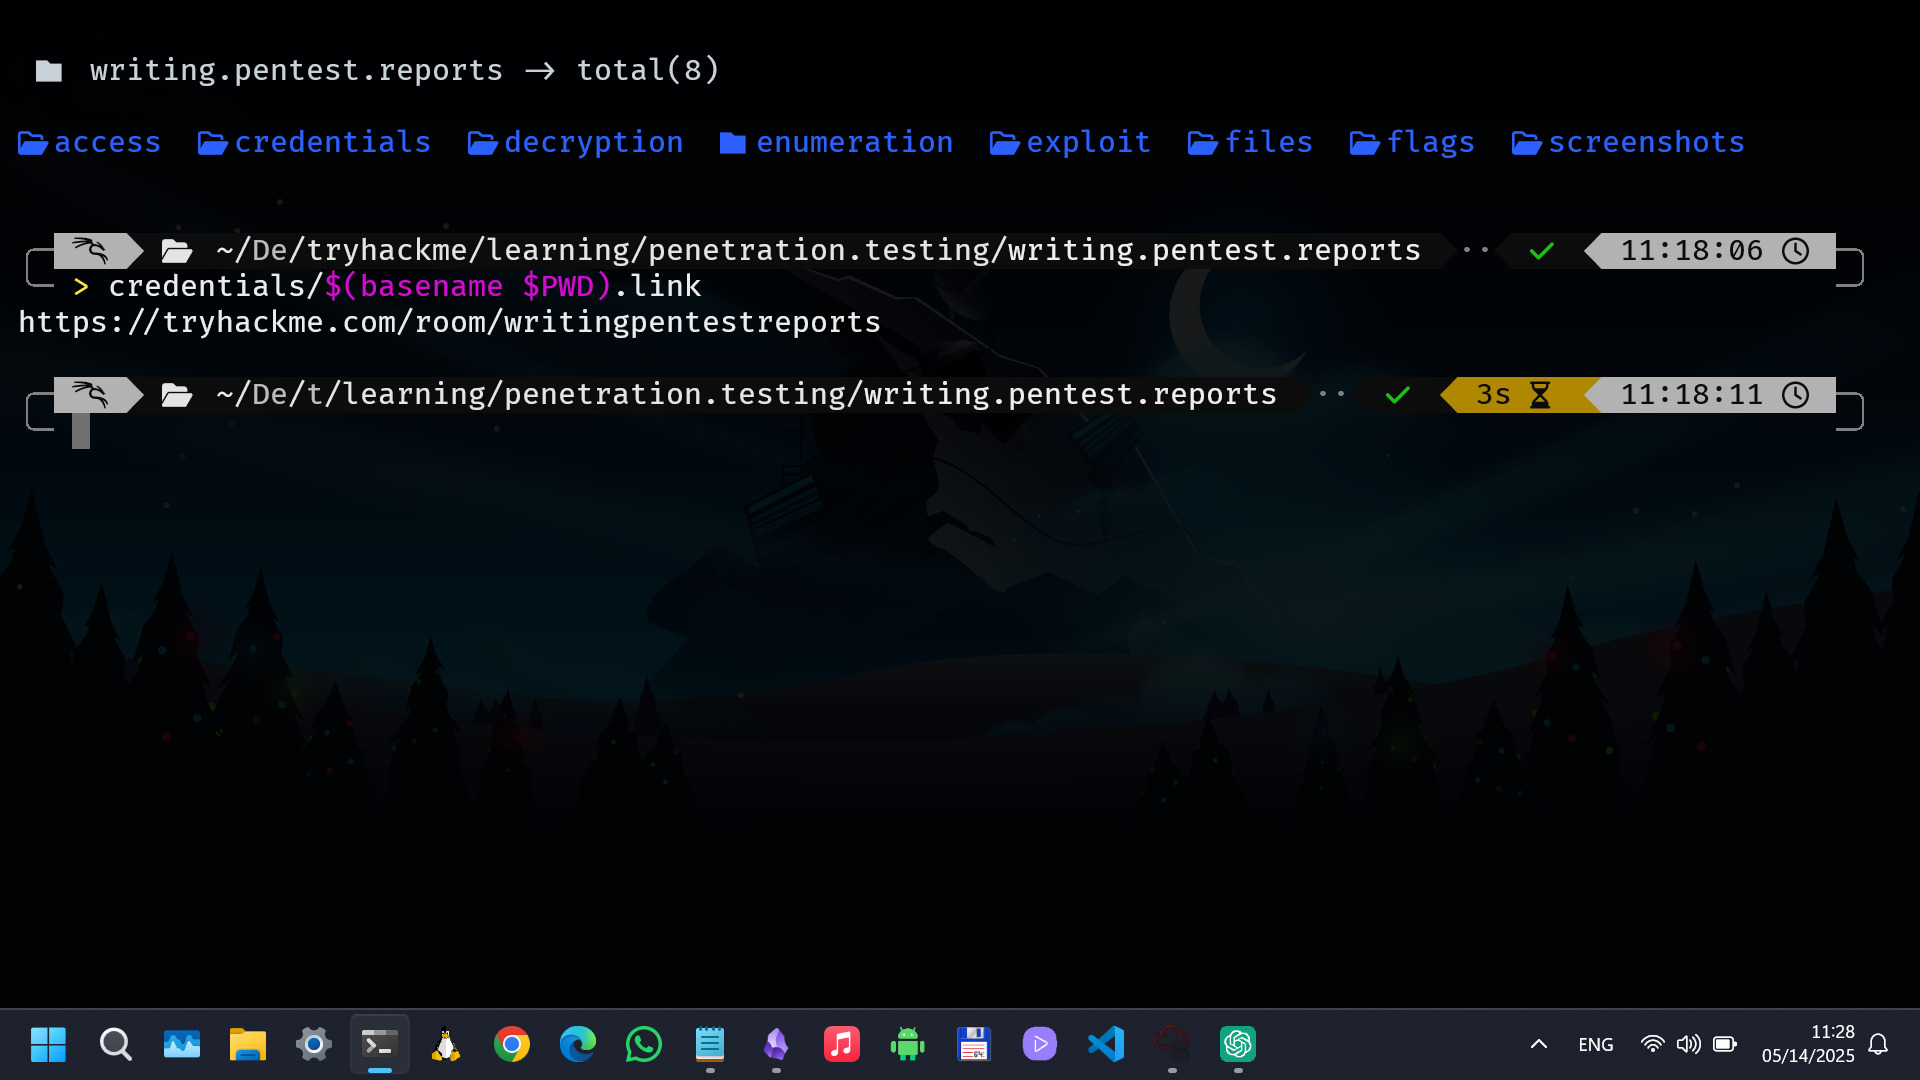 writing.pentest.reports → total(8)
access credentials decryption enumeration exploit files flags screenshots
~/De/tryhackme/learning/penetration.testing/writing.pentest.reports ·· ✓ 11:18:06
> credentials/$(basename $PWD).link
https://tryhackme.com/room/writingpentestreports
~/De/t/learning/penetration.testing/writing.pentest.reports ·· ✓ 3s 11:18:11
64
ENG
11:28
05/14/2025